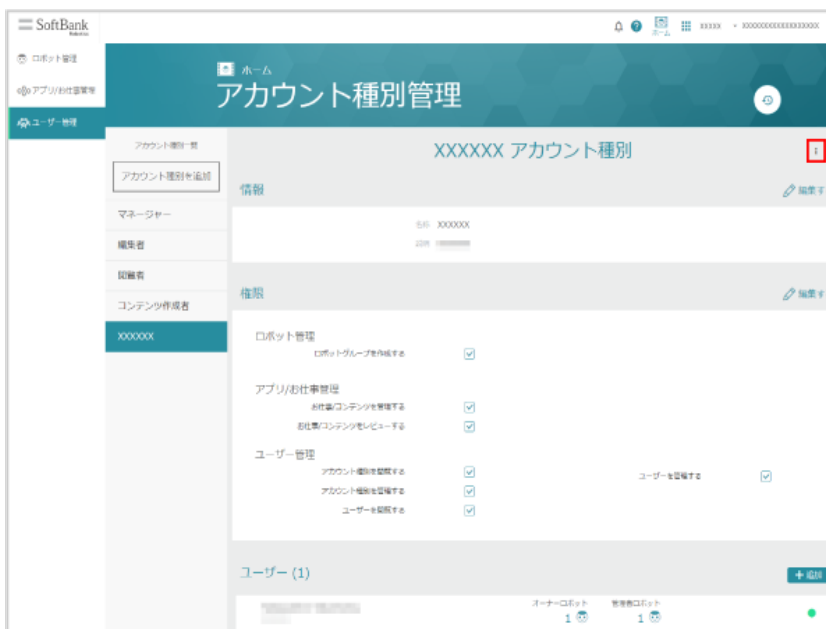 SoftBank
Robotics
ホーム
XXXXX
XXXXXXXXXXXXXXXXXX
ロボット管理
アプリ/お仕事管理
ユーザー管理
ホーム
アカウント種別管理
アカウント種別一覧
アカウント種別を追加
マネージャー
編集者
閲覧者
コンテンツ作成者
XXXXXX
XXXXXX アカウント種別
情報
編集す
名称 XXXXXX
説明
権限
編集す
ロボット管理
ロボットグループを作成する
アプリ/お仕事管理
お仕事/コンテンツを管理する
お仕事/コンテンツをレビューする
ユーザー管理
アカウント種別を閲覧する
ユーザーを管理する
アカウント種別を管理する
ユーザーを閲覧する
ユーザー (1)
+ 追加
オーナーロボット
管理者ロボット
1
1